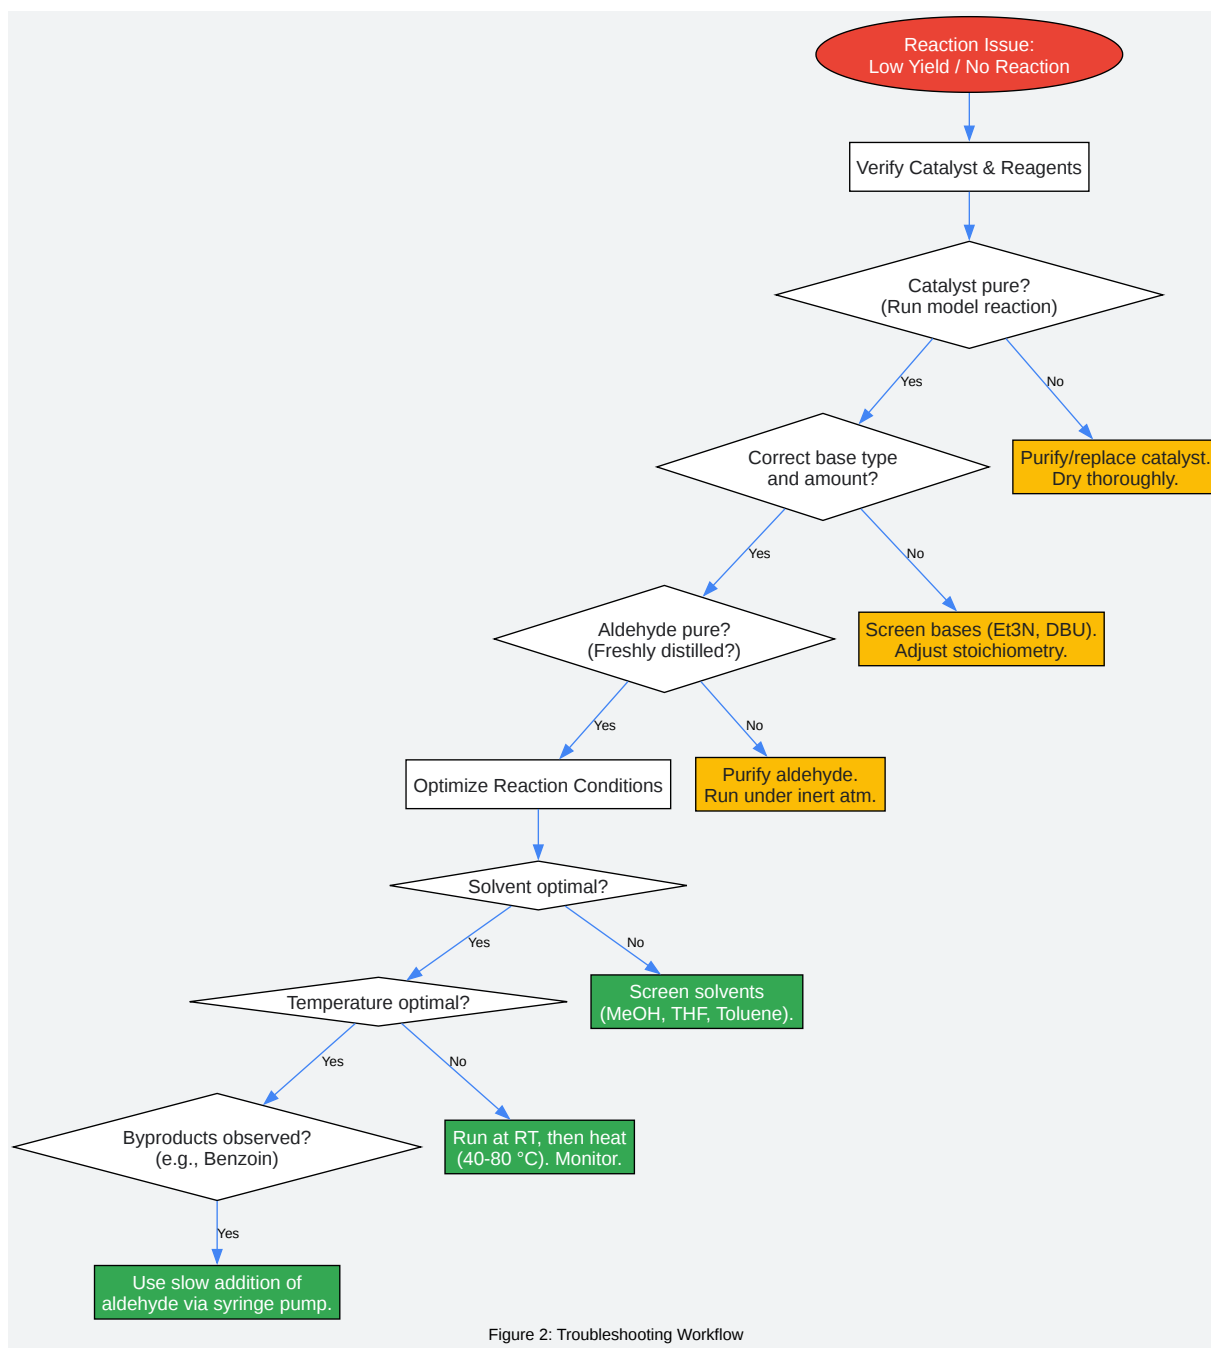 Reaction Issue:
Low Yield / No Reaction
Verify Catalyst & Reagents
Catalyst pure?
(Run model reaction)
Yes
No
Correct base type
and amount?
Purify/replace catalyst.
Dry thoroughly.
Yes
No
Aldehyde pure?
(Freshly distilled?)
Screen bases (Et3N, DBU).
Adjust stoichiometry.
Yes
No
Optimize Reaction Conditions
Purify aldehyde.
Run under inert atm.
Solvent optimal?
Yes
No
Temperature optimal?
Screen solvents
(MeOH, THF, Toluene).
Yes
No
Byproducts observed?
(e.g., Benzoin)
Run at RT, then heat
(40-80 °C). Monitor.
Yes
Use slow addition of
aldehyde via syringe pump.
Figure 2: Troubleshooting Workflow